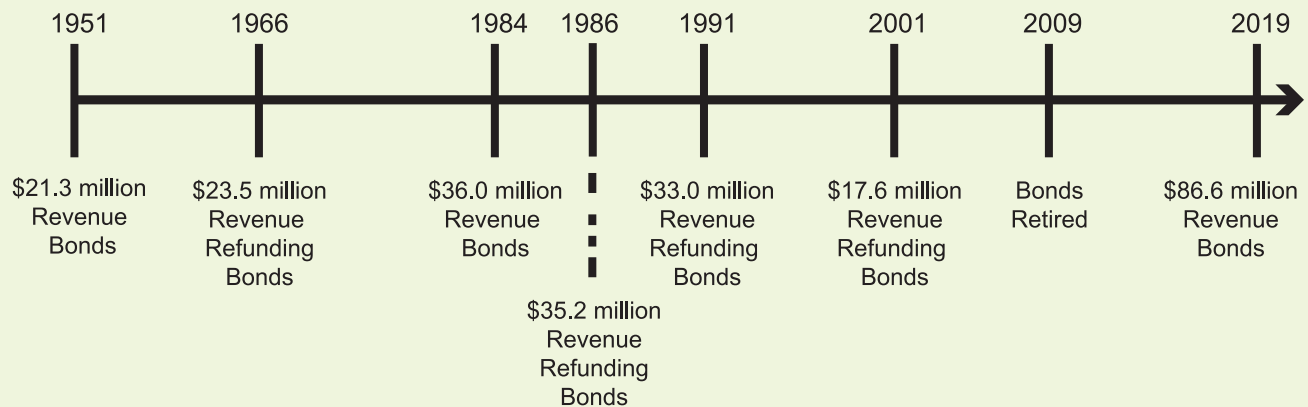 1951
1966
1984
1986
1991
2001
2009
2019
$21.3 million
Revenue
Bonds
$23.5 million
Revenue
Refunding
Bonds
$36.0 million
Revenue
Bonds
$35.2 million
Revenue
Refunding
Bonds
$33.0 million
Revenue
Refunding
Bonds
$17.6 million
Revenue
Refunding
Bonds
Bonds
Retired
$86.6 million
Revenue
Bonds